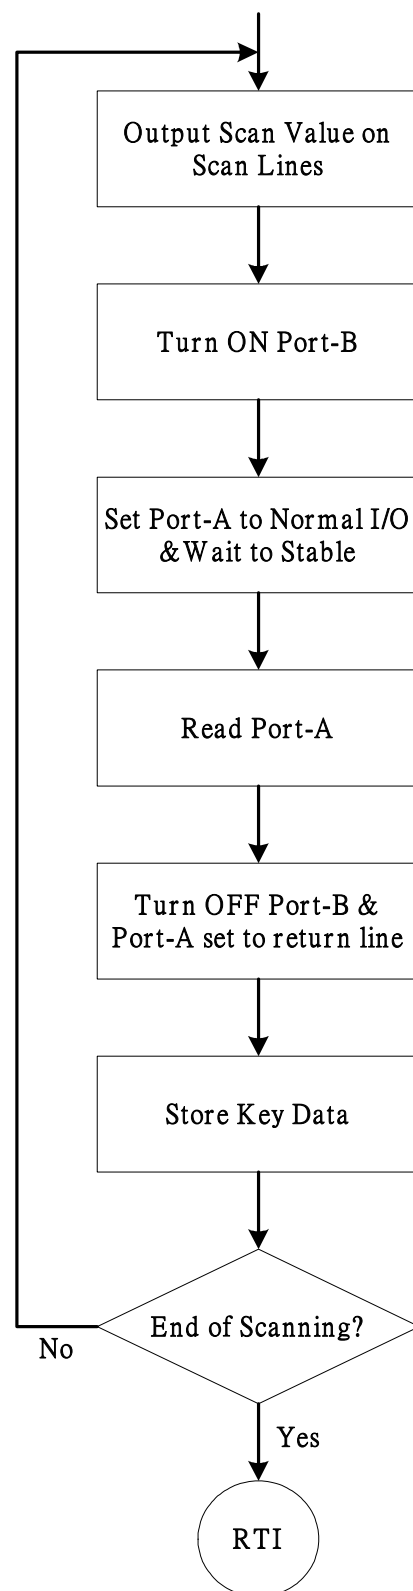 Output Scan Value on
Scan Lines
Turn ON Port-B
Set Port-A to Normal I/O
&Wait to Stable
Read Port-A
Turn OFF Port-B &
Port-A set to return line
Store Key Data
End of Scanning?
No
Yes
RTI